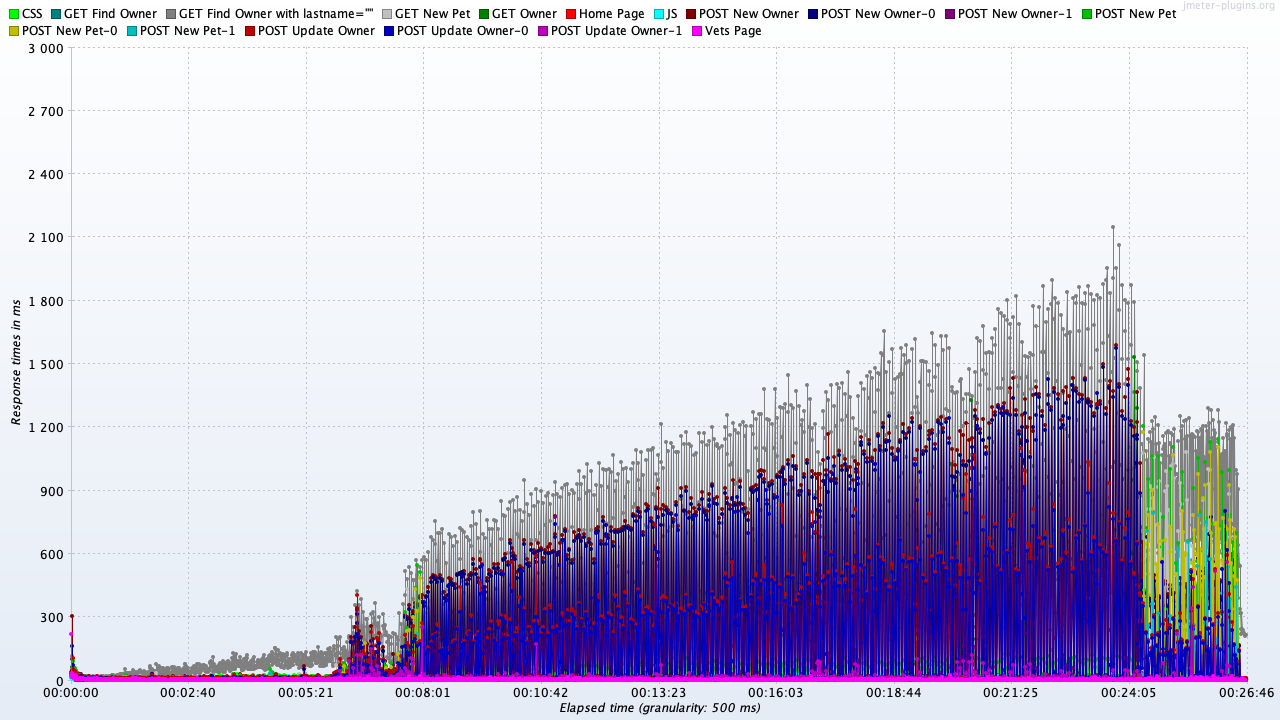 CSS GET Find Owner GET Find Owner with lastname="" GET New Pet GET Owner Home Page JS POST New Owner POST New Owner-0 POST New Owner-1 POST New Pet
jmeter-plugins.org
POST New Pet-0 POST New Pet-1 POST Update Owner POST Update Owner-0 POST Update Owner-1 Vets Page
3 000
2 700
2 400
2 100
1 800
1 500
1 200
900
600
300
0
Response times in ms
00:00:00 00:02:40 00:05:21 00:08:01 00:10:42 00:13:23 00:16:03 00:18:44 00:21:25 00:24:05 00:26:46
Elapsed time (granularity: 500 ms)